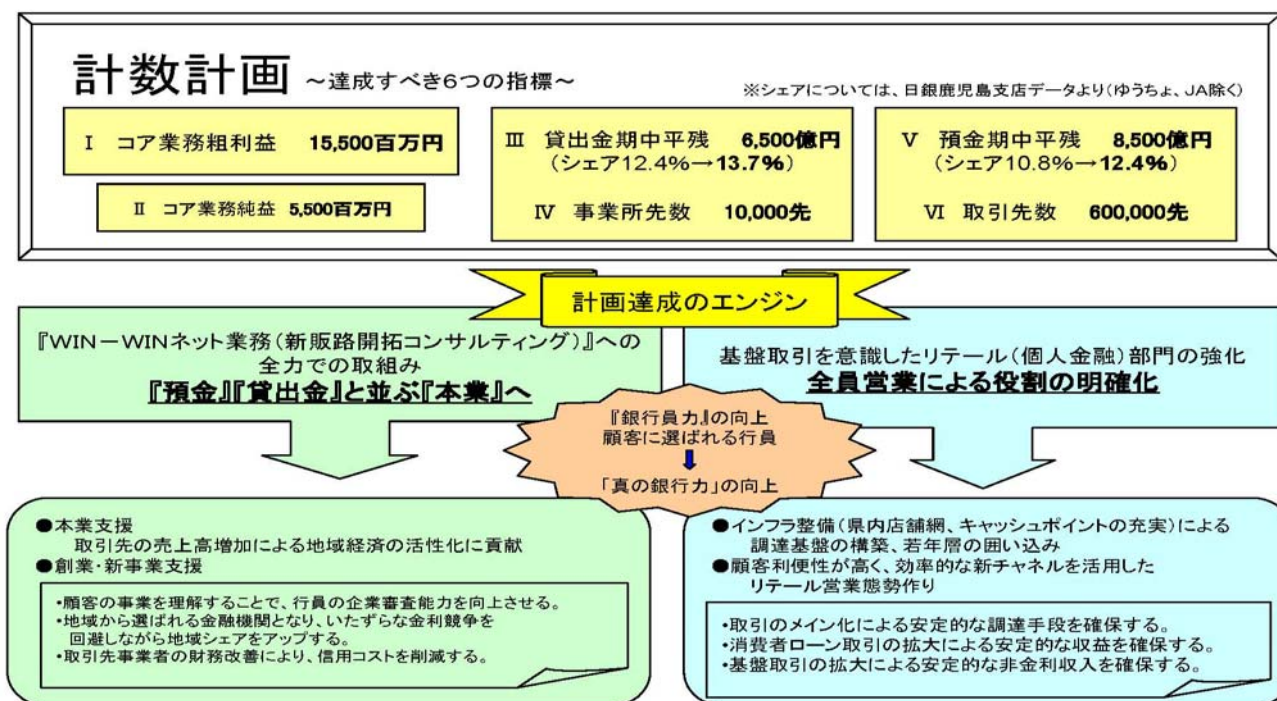 計数計画 ～達成すべき6つの指標～
※シェアについては、日銀鹿児島支店データより(ゆうちょ、JA除く)
Ⅰ コア業務粗利益 15,500百万円
Ⅱ コア業務純益 5,500百万円
Ⅲ 貸出金期中平残 6,500億円
(シェア12.4%→13.7%)
Ⅳ 事業所先数 10,000先
Ⅴ 預金期中平残 8,500億円
(シェア10.8%→12.4%)
Ⅵ 取引先数 600,000先
計画達成のエンジン
『WIN－WINネット業務(新販路開拓コンサルティング)』への
全力での取組み
『預金』『貸出金』と並ぶ『本業』へ
基盤取引を意識したリテール(個人金融)部門の強化
全員営業による役割の明確化
『銀行員力』の向上
顧客に選ばれる行員
↓
「真の銀行力」の向上
●本業支援
取引先の売上高増加による地域経済の活性化に貢献
●創業・新事業支援
・顧客の事業を理解することで、行員の企業審査能力を向上させる。
・地域から選ばれる金融機関となり、いたずらな金利競争を
回避しながら地域シェアをアップする。
・取引先事業者の財務改善により、信用コストを削減する。
●インフラ整備(県内店舗網、キャッシュポイントの充実)による
調達基盤の構築、若年層の囲い込み
●顧客利便性が高く、効率的な新チャネルを活用した
リテール営業態勢作り
・取引のメイン化による安定的な調達手段を確保する。
・消費者ローン取引の拡大による安定的な収益を確保する。
・基盤取引の拡大による安定的な非金利収入を確保する。